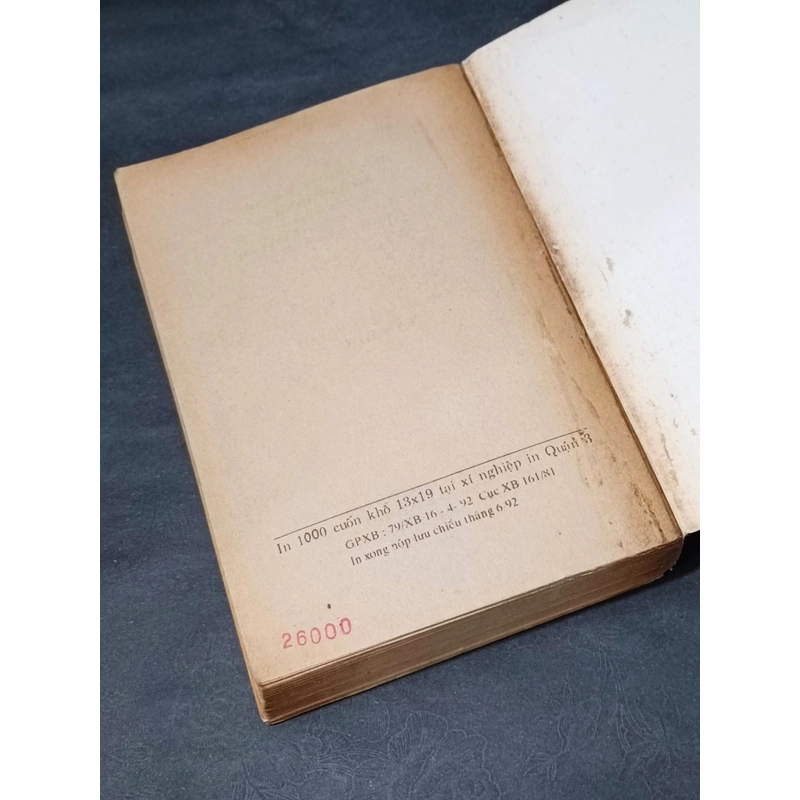 In 1000 cuốn khổ 13x19 tại xí nghiệp in Quận 3
GPXB : 79/XB 16 - 4- 92 Cục XB 161/81
In xong nộp lưu chiểu tháng 6/92
26000